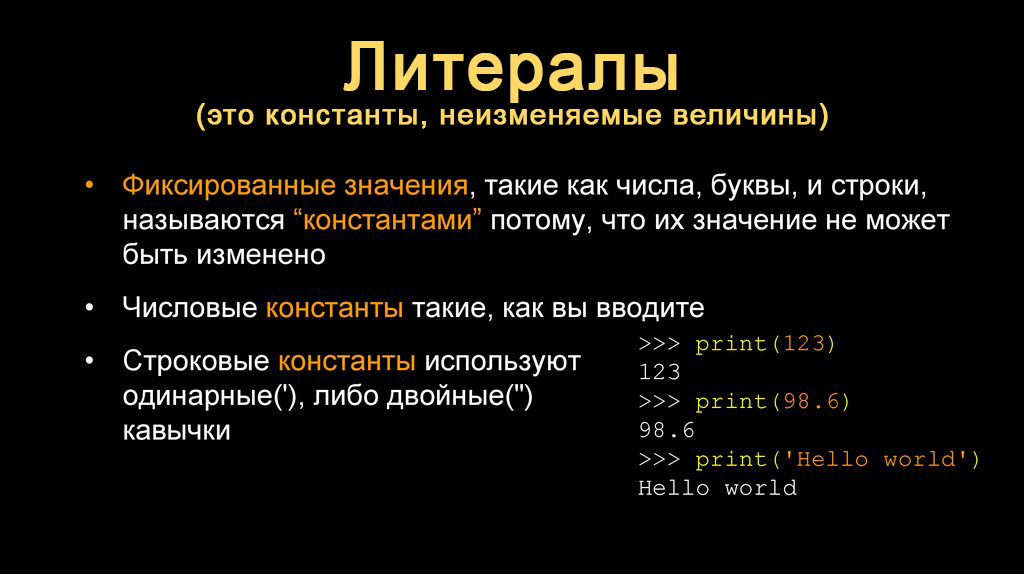 Литералы
(это константы, неизменяемые величины)
• Фиксированные значения, такие как числа, буквы, и строки,
называются “константами” потому, что их значение не может
быть изменено
• Числовые константы такие, как вы вводите
• Строковые константы используют
одинарные('), либо двойные(")
кавычки
>>> print(123)
123
>>> print(98.6)
98.6
>>> print('Hello world')
Hello world